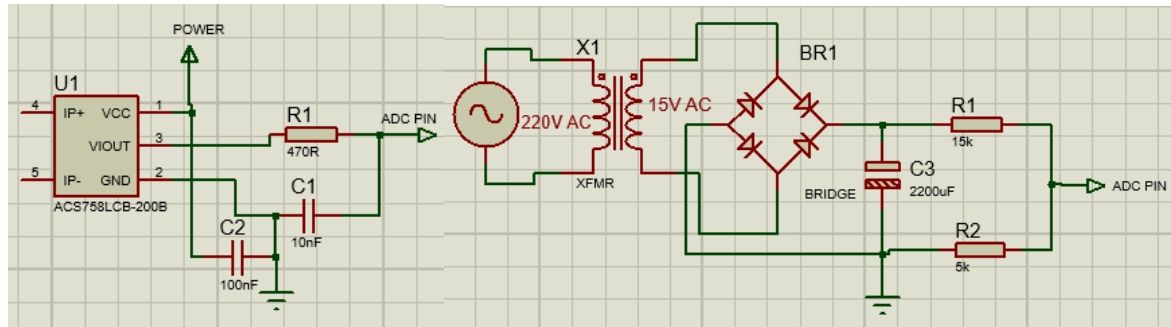 POWER
U1
4
IP+
VCC
1
VIOUT
3
5
IP-
GND
2
ACS758LCB-200B
R1
470R
ADC PIN
C1
10nF
C2
100nF
220V AC
X1
XFMR
15V AC
BR1
BRIDGE
C3
2200uF
R1
15k
R2
5k
ADC PIN